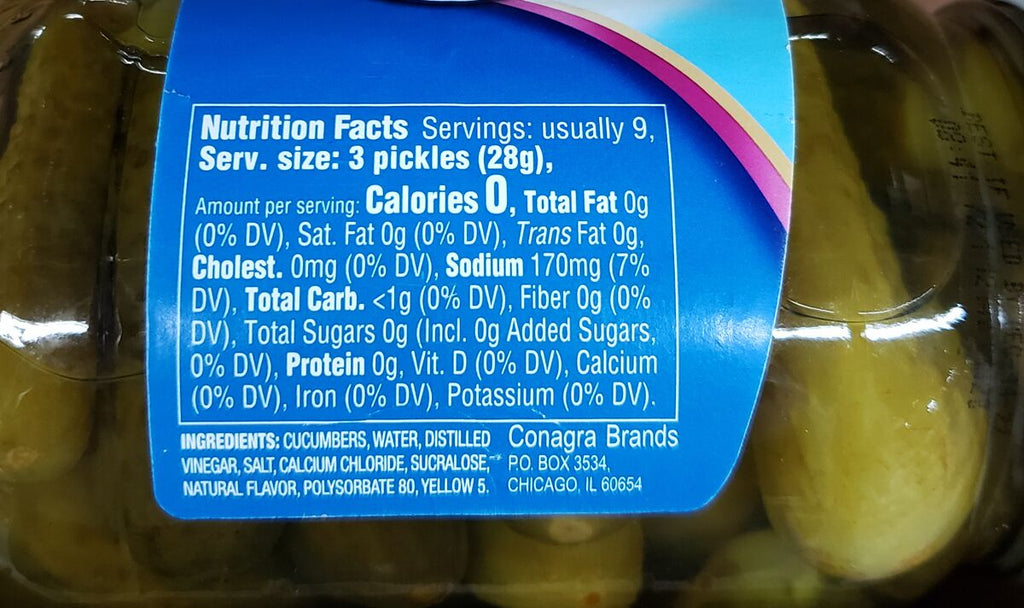 Nutrition Facts Servings: usually 9,
Serv. size: 3 pickles (28g),
Amount per serving: Calories 0, Total Fat 0g
(0% DV), Sat. Fat 0g (0% DV), Trans Fat 0g,
Cholest. 0mg (0% DV), Sodium 170mg (7%
DV), Total Carb. <1g (0% DV), Fiber 0g (0%
DV), Total Sugars 0g (Incl. 0g Added Sugars,
0% DV), Protein 0g, Vit. D (0% DV), Calcium
(0% DV), Iron (0% DV), Potassium (0% DV).
INGREDIENTS: CUCUMBERS, WATER, DISTILLED
VINEGAR, SALT, CALCIUM CHLORIDE, SUCRALOSE,
NATURAL FLAVOR, POLYSORBATE 80, YELLOW 5.
Conagra Brands
P.O. BOX 3534,
CHICAGO, IL 60654